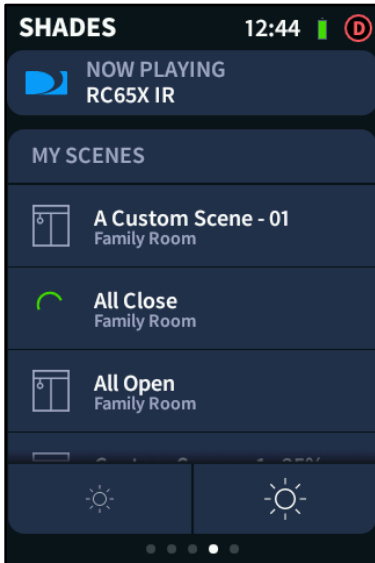 SHADES 12:44 D
NOW PLAYING
RC65X IR
MY SCENES
A Custom Scene - 01
Family Room
All Close
Family Room
All Open
Family Room